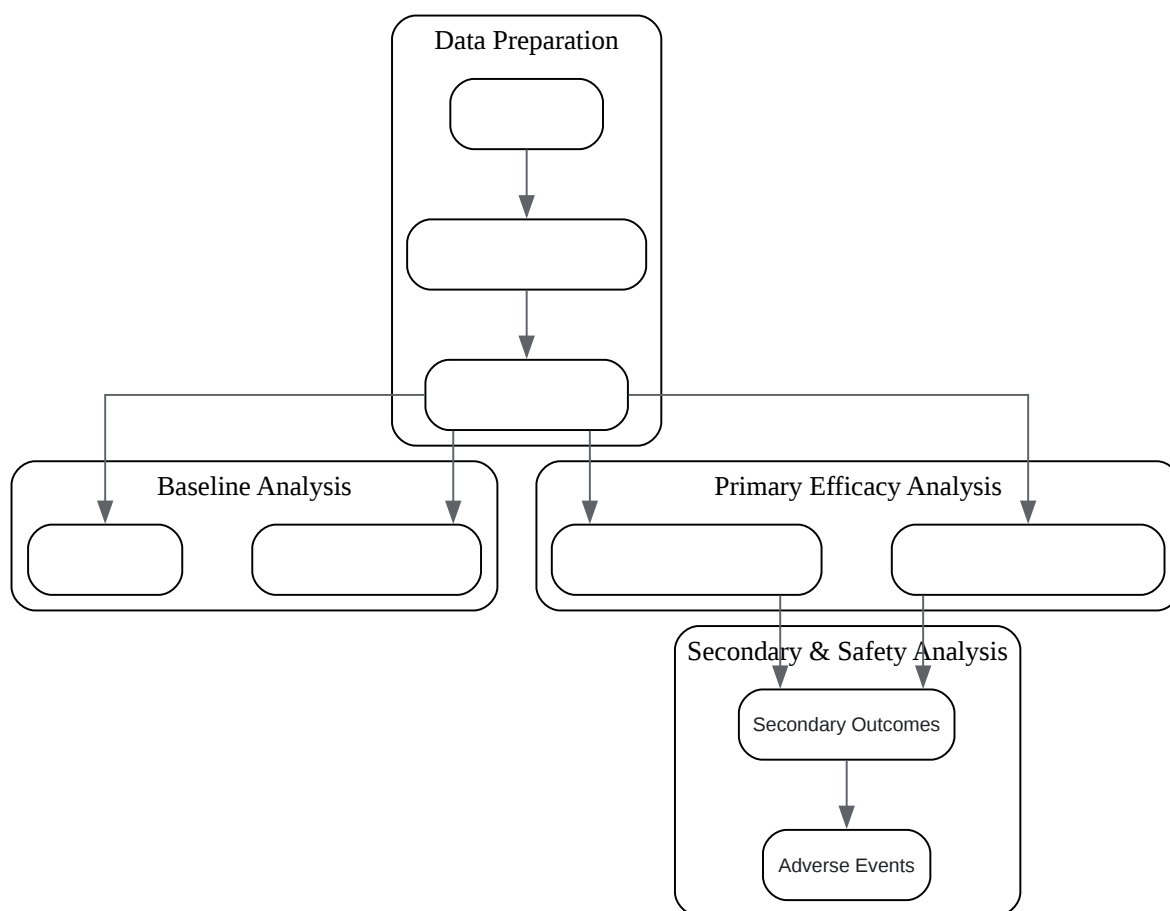 Data Preparation
Baseline Analysis
Primary Efficacy Analysis
Secondary & Safety Analysis
Secondary Outcomes
Adverse Events